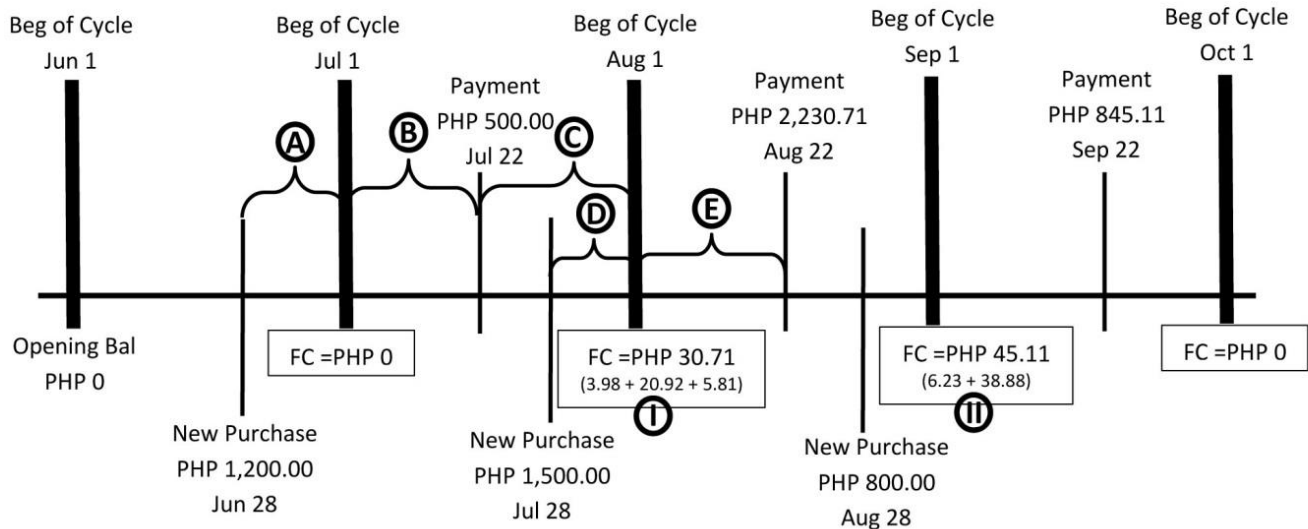 Beg of Cycle
Jun 1
Beg of Cycle
Jul 1
Beg of Cycle
Aug 1
Beg of Cycle
Sep 1
Beg of Cycle
Oct 1
Payment
PHP 500.00
Jul 22
Payment
PHP 2,230.71
Aug 22
Payment
PHP 845.11
Sep 22
A
B
C
D
E
Opening Bal
PHP 0
FC =PHP 0
FC =PHP 30.71
(3.98 + 20.92 + 5.81)
I
FC =PHP 45.11
(6.23 + 38.88)
II
FC =PHP 0
New Purchase
PHP 1,200.00
Jun 28
New Purchase
PHP 1,500.00
Jul 28
New Purchase
PHP 800.00
Aug 28